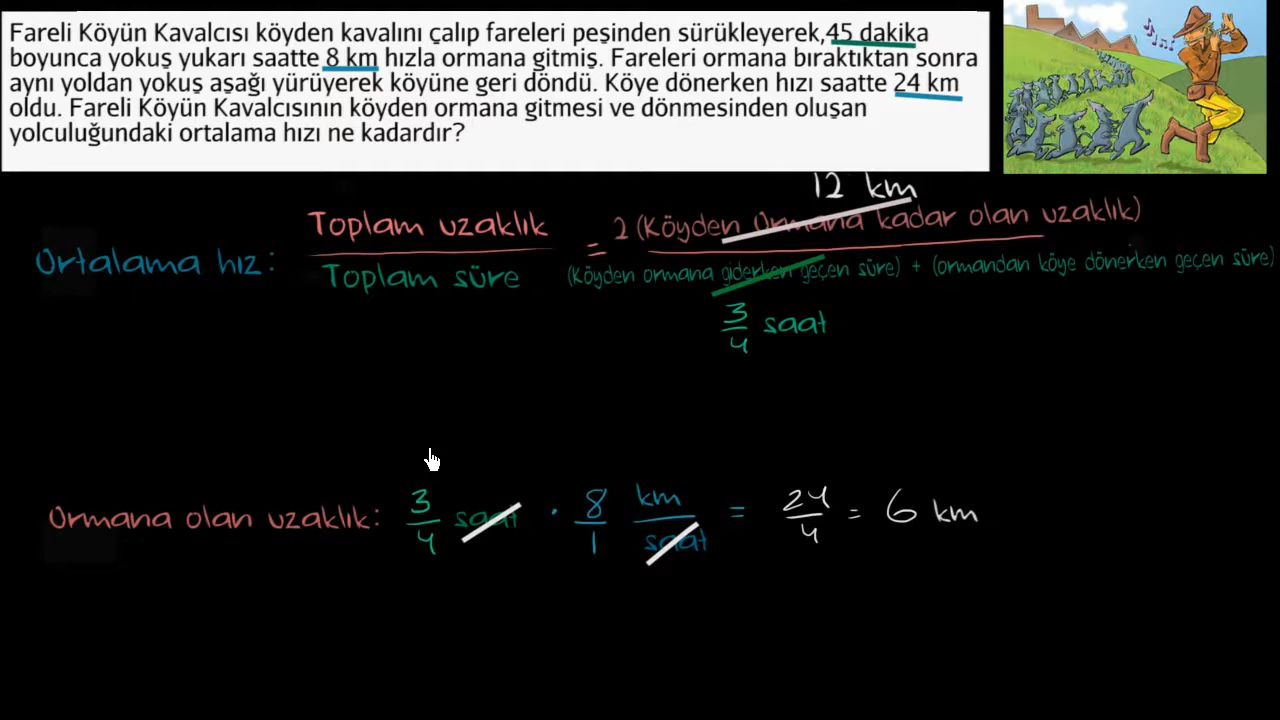 Fareli Köyün Kavalcısı köyden kavalını çalıp fareleri peşinden sürükleyerek,45 dakika
boyunca yokuş yukarı saatte 8 km hızla ormana gitmiş. Fareleri ormana bıraktıktan sonra
aynı yoldan yokuş aşağı yürüyerek köyüne geri döndü. Köye dönerken hızı saatte 24 km
oldu. Fareli Köyün Kavalcısının köyden ormana gitmesi ve dönmesinden oluşan
yolculuğundaki ortalama hızı ne kadardır?
12 km
Ortalama hız: Toplam uzaklık / Toplam süre = 2 (Köyden Ormana kadar olan uzaklık) / (Köyden ormana giderken geçen süre) + (ormandan köye dönerken geçen süre)
3/4 saat
Ormana olan uzaklık: 3/4 saat · 8/1 km/saat = 24/4 = 6 km